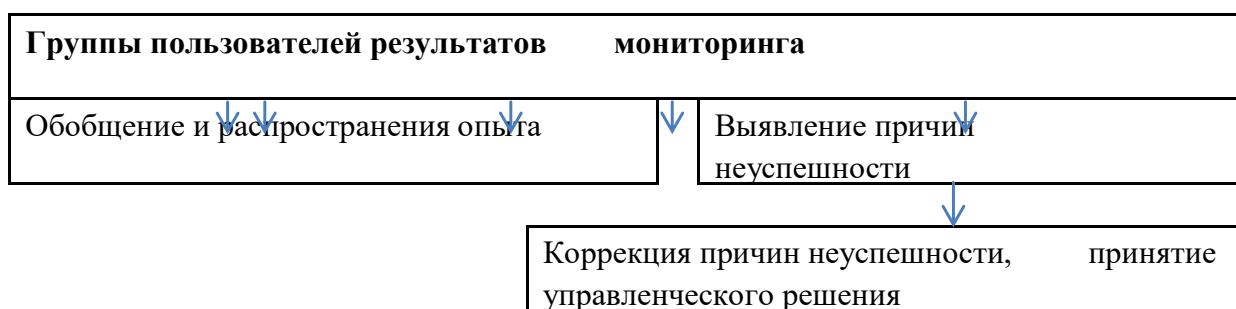 Группы пользователей результатов мониторинга
Обобщение и распространения опыта
Выявление причин
неуспешности
Коррекция причин неуспешности, принятие
управленческого решения